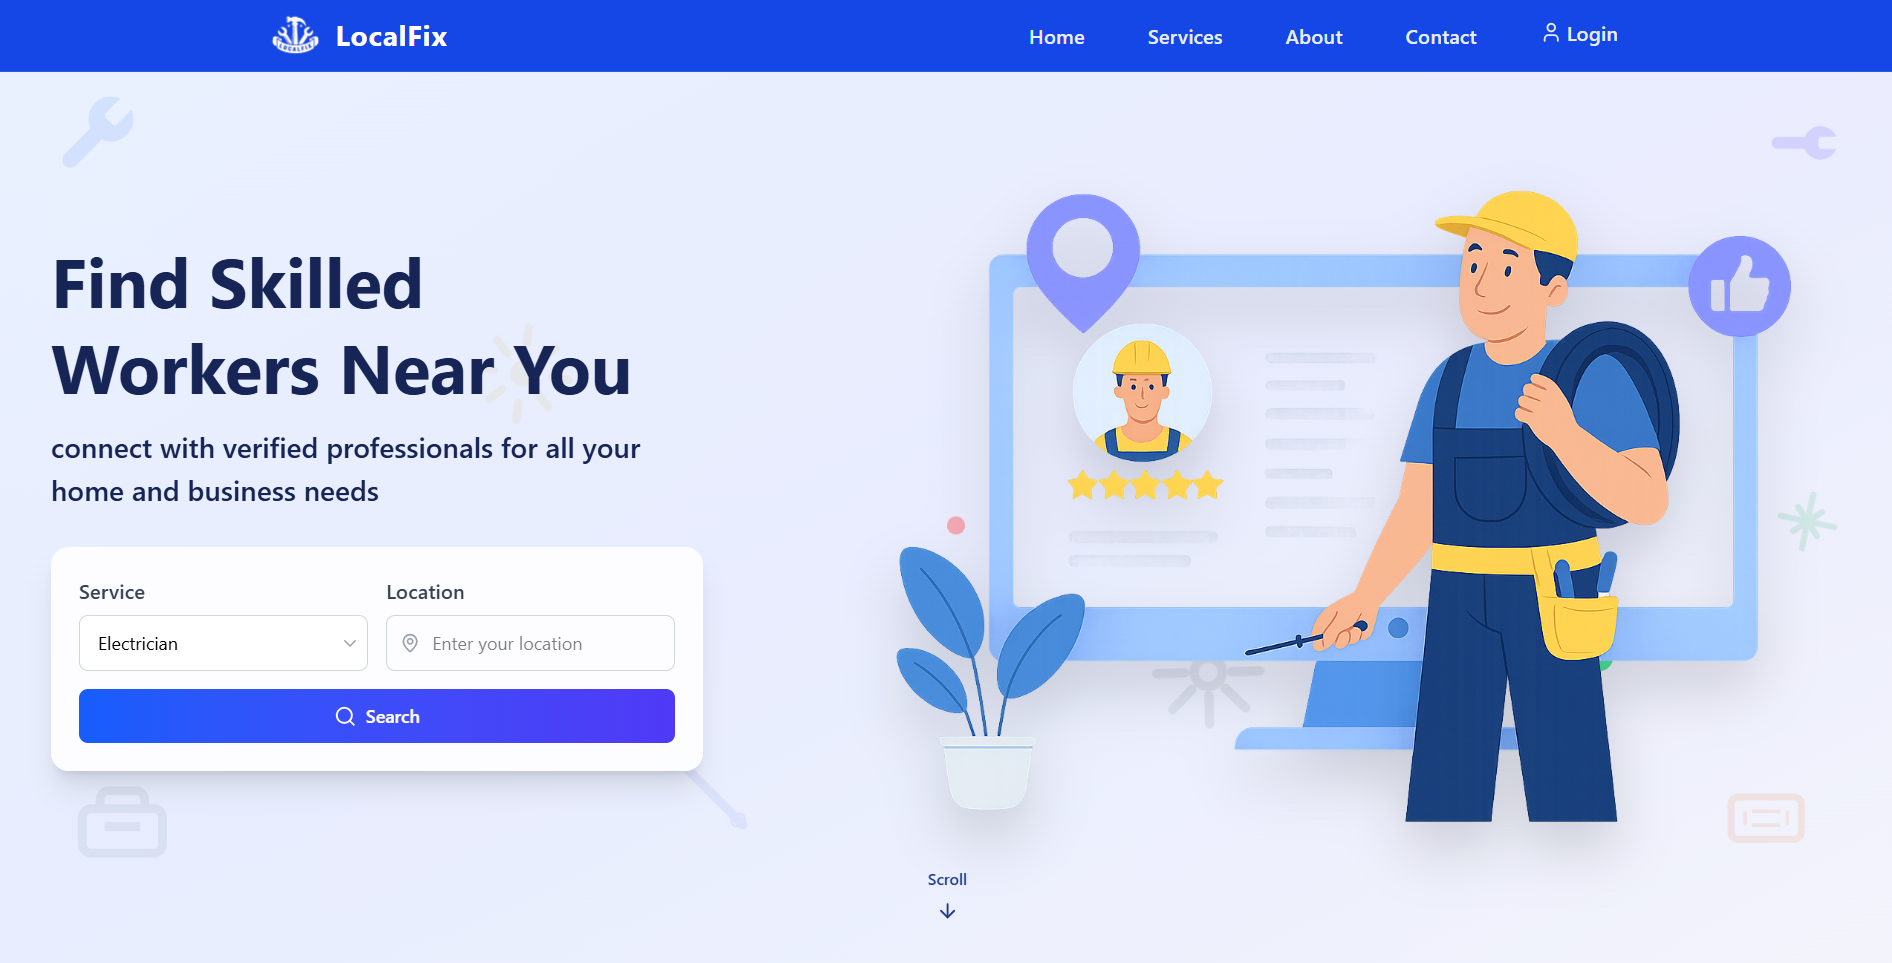 LOCALFIX
LocalFix
Home
Services
About
Contact
Login
Find Skilled
Workers Near You
connect with verified professionals for all your
home and business needs
Service
Location
Electrician
Enter your location
Search
Scroll